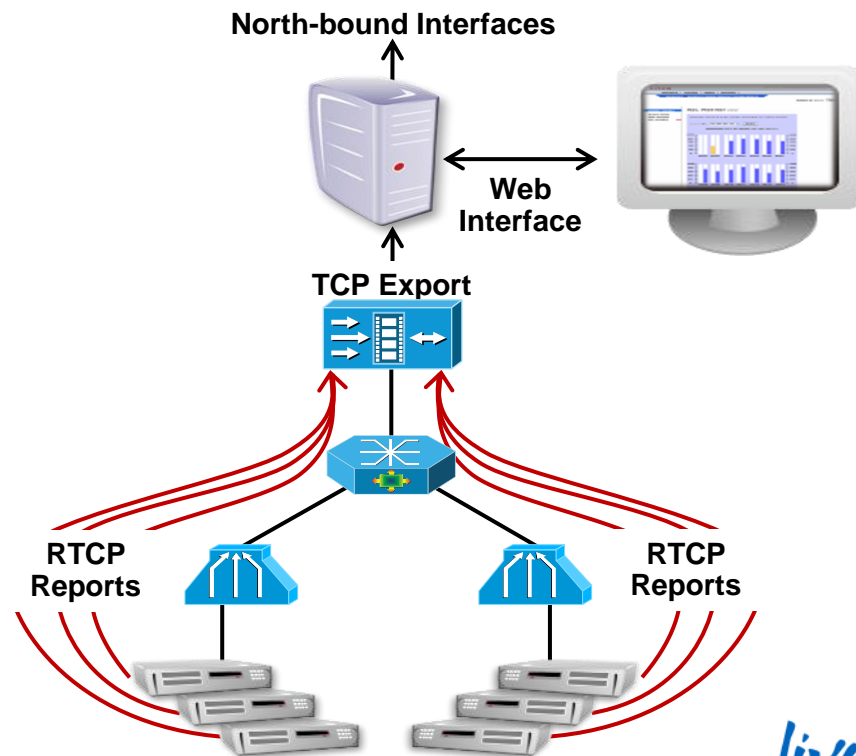 North-bound Interfaces
Web
Interface
TCP Export
RTCP
Reports
RTCP
Reports